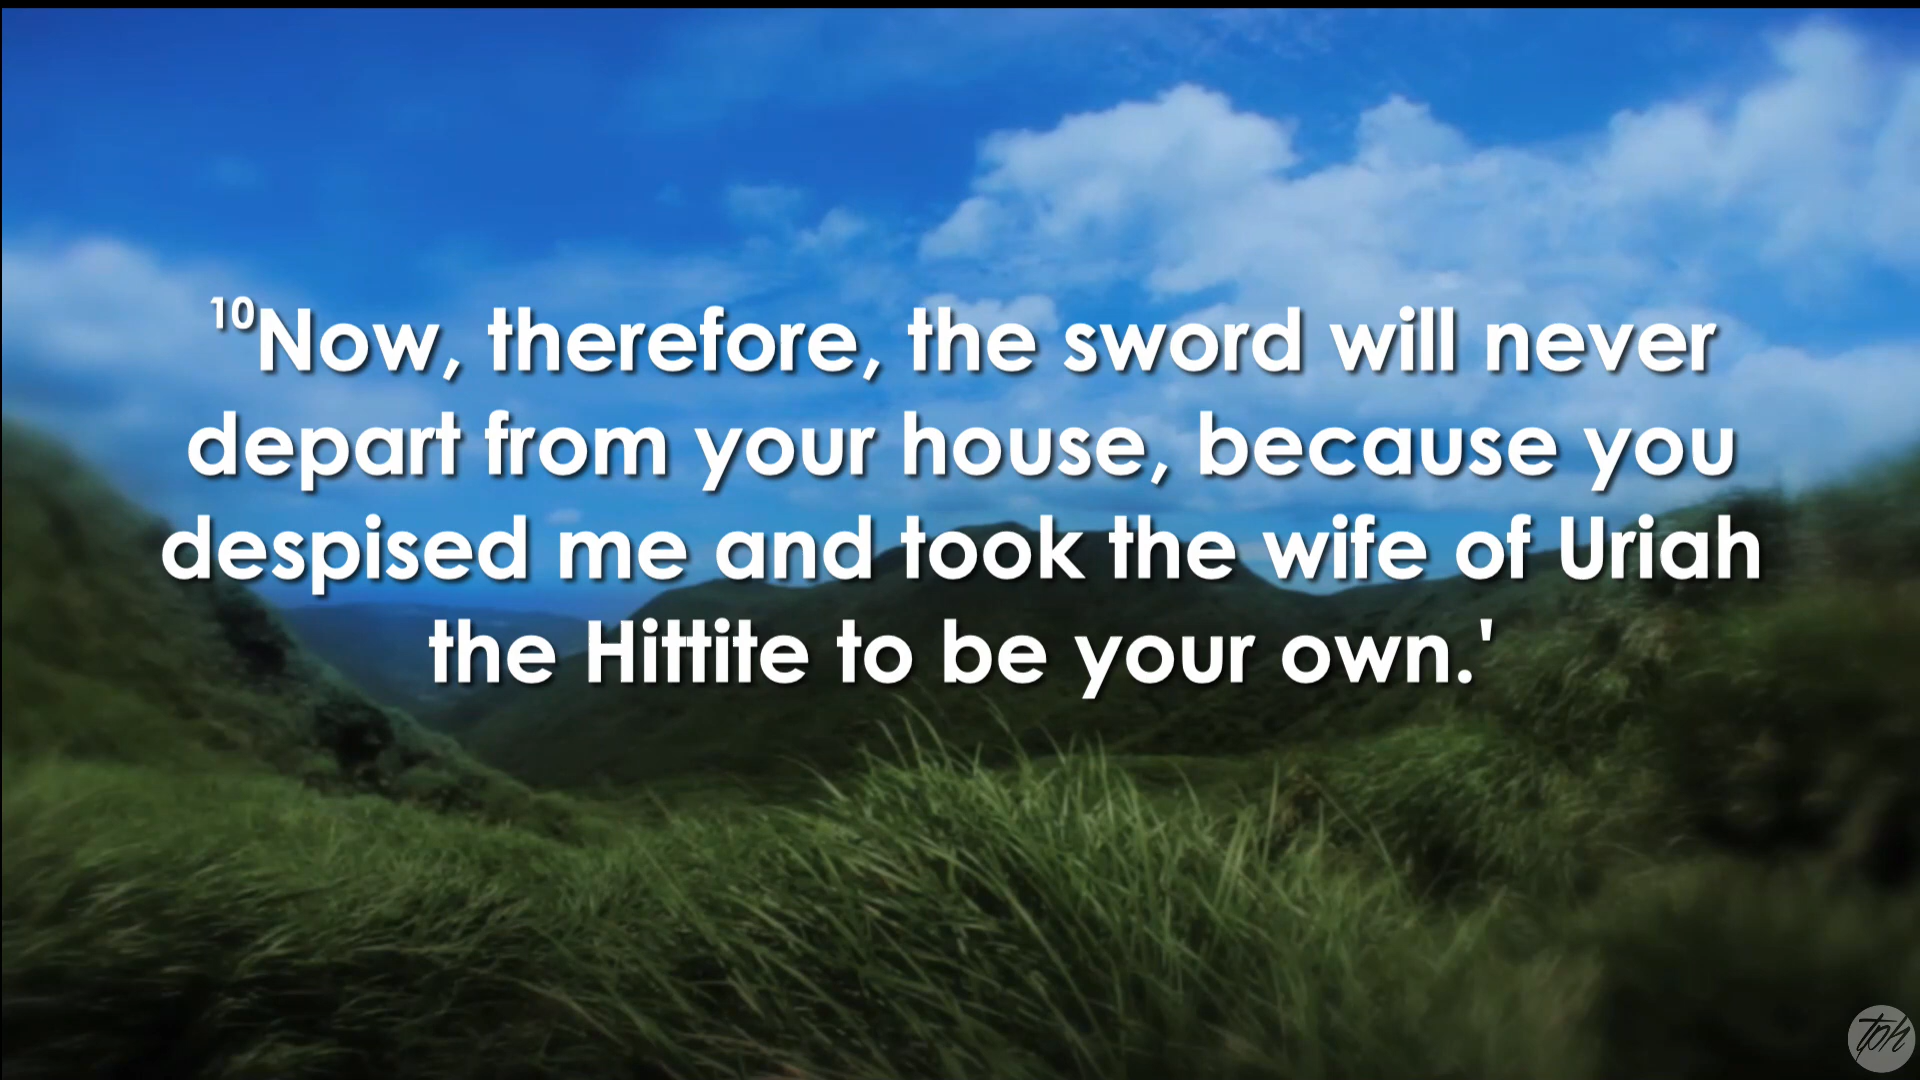 10Now, therefore, the sword will never
depart from your house, because you
despised me and took the wife of Uriah
the Hittite to be your own.'
tph